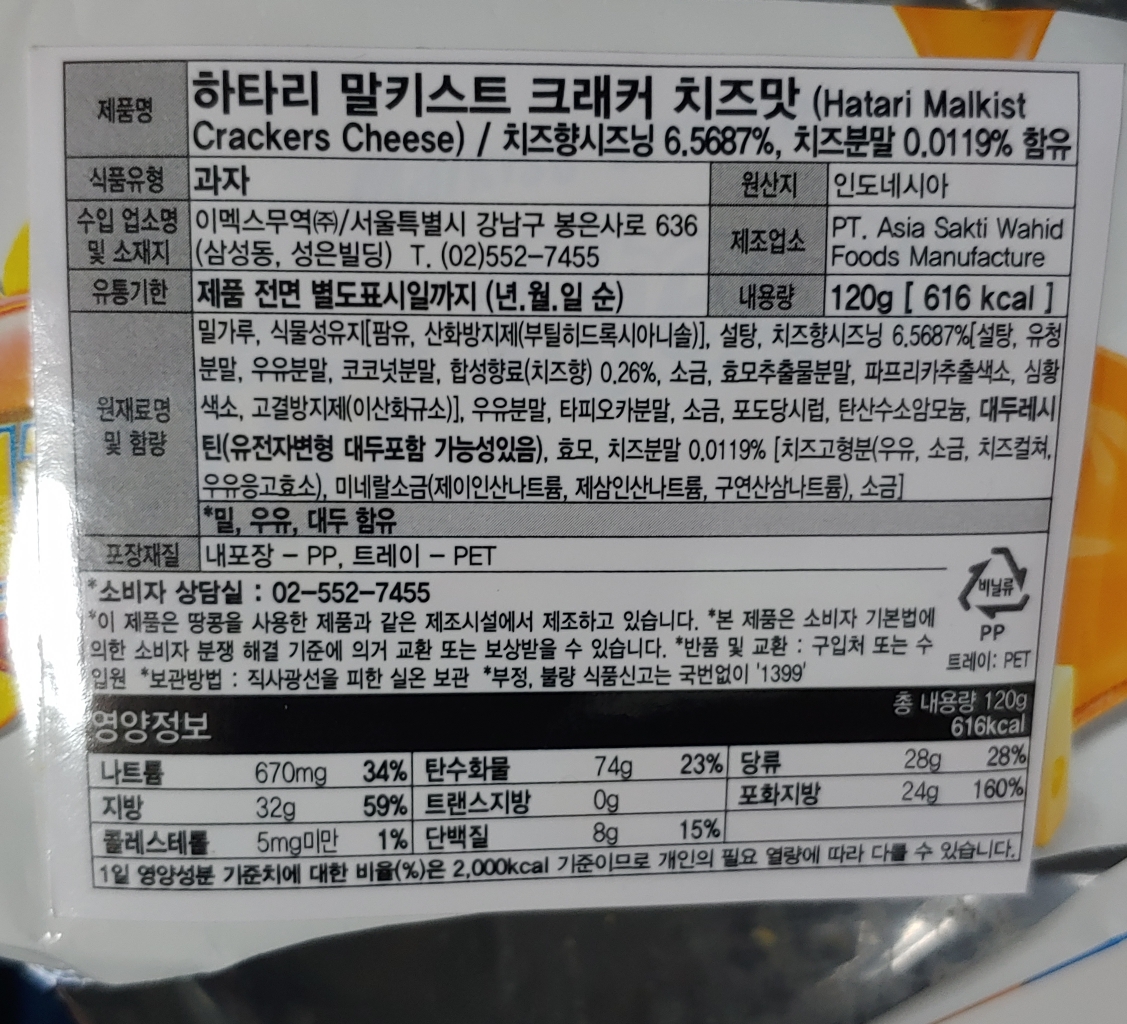 제품명 하타리 말키스트 크래커 치즈맛 (Hatari Malkist
Crackers Cheese) / 치즈향시즈닝 6.5687%, 치즈분말 0.0119% 함유
식품유형 과자 원산지 인도네시아
수입 업소명 이멕스무역㈜/서울특별시 강남구 봉은사로 636 제조업소 PT. Asia Sakti Wahid
및 소재지 (삼성동, 성은빌딩) T. (02)552-7455 Foods Manufacture
유통기한 제품 전면 별도표시일까지 (년.월.일 순) 내용량 120g [ 616 kcal ]
밀가루, 식물성유지[팜유, 산화방지제(부틸히드록시아니솔)], 설탕, 치즈향시즈닝 6.5687%[설탕, 유청
분말, 우유분말, 코코넛분말, 합성향료(치즈향) 0.26%, 소금, 효모추출물분말, 파프리카추출색소, 심황
원재료명 색소, 고결방지제(이산화규소)], 우유분말, 타피오카분말, 소금, 포도당시럽, 탄산수소암모늄, 대두레시
및 함량 틴(유전자변형 대두포함 가능성있음), 효모, 치즈분말 0.0119% [치즈고형분(우유, 소금, 치즈컬쳐,
우유응고효소), 미네랄소금(제이인산나트륨, 제삼인산나트륨, 구연산삼나트륨), 소금]
*밀, 우유, 대두 함유
포장재질 내포장 - PP, 트레이 - PET
*소비자 상담실 : 02-552-7455
*이 제품은 땅콩을 사용한 제품과 같은 제조시설에서 제조하고 있습니다. *본 제품은 소비자 기본법에
의한 소비자 분쟁 해결 기준에 의거 교환 또는 보상받을 수 있습니다. *반품 및 교환 : 구입처 또는 수
입원 *보관방법 : 직사광선을 피한 실온 보관 *부정, 불량 식품신고는 국번없이 '1399'
비닐류
PP
트레이: PET
영양정보 총 내용량 120g
616kcal
나트륨 670mg 34% 탄수화물 74g 23% 당류 28g 28%
지방 32g 59% 트랜스지방 0g 포화지방 24g 160%
콜레스테롤 5mg미만 1% 단백질 8g 15%
1일 영양성분 기준치에 대한 비율(%)은 2,000kcal 기준이므로 개인의 필요 열량에 따라 다를 수 있습니다.